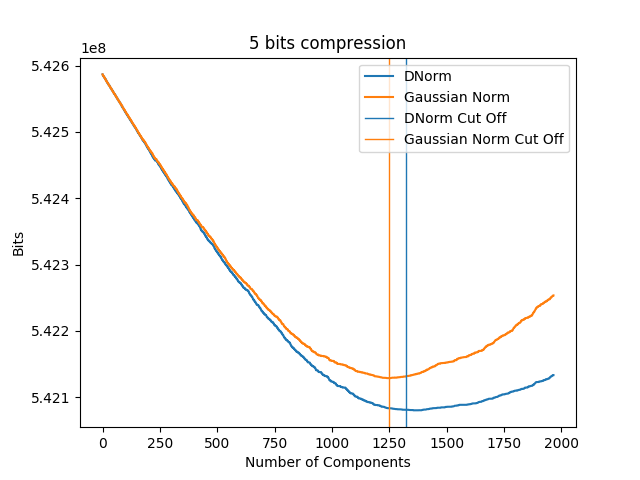 5 bits compression
1e8
5.426
5.425
5.424
5.423
5.422
5.421
Bits
DNorm
Gaussian Norm
DNorm Cut Off
Gaussian Norm Cut Off
0 250 500 750 1000 1250 1500 1750 2000
Number of Components